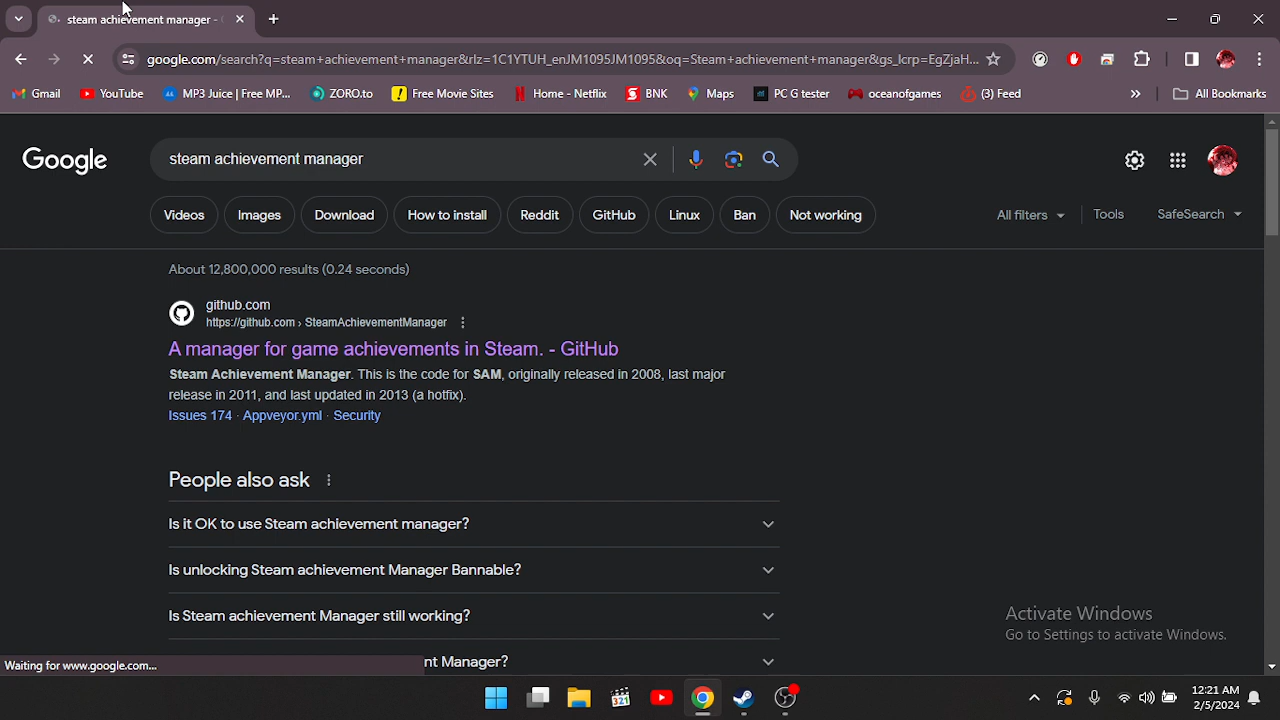 steam achievement manager -
google.com/search?q=steam+achievement+manager&rlz=1C1YTUH_enJM1095JM1095&oq=Steam+achievement+manager&gs_lcrp=EgZjaH...
Gmail YouTube MP3 Juice | Free MP... ZORO.to Free Movie Sites Home - Netflix BNK Maps PC G tester oceanofgames (3) Feed » All Bookmarks
Google steam achievement manager
Videos Images Download How to install Reddit GitHub Linux Ban Not working All filters Tools SafeSearch
About 12,800,000 results (0.24 seconds)
github.com
https://github.com › SteamAchievementManager
A manager for game achievements in Steam. - GitHub
Steam Achievement Manager. This is the code for SAM, originally released in 2008, last major
release in 2011, and last updated in 2013 (a hotfix).
Issues 174 · Appveyor.yml · Security
People also ask
Is it OK to use Steam achievement manager?
Is unlocking Steam achievement Manager Bannable?
Is Steam achievement Manager still working?
Activate Windows
Go to Settings to activate Windows.
nt Manager?
Waiting for www.google.com...
321
12:21 AM
2/5/2024